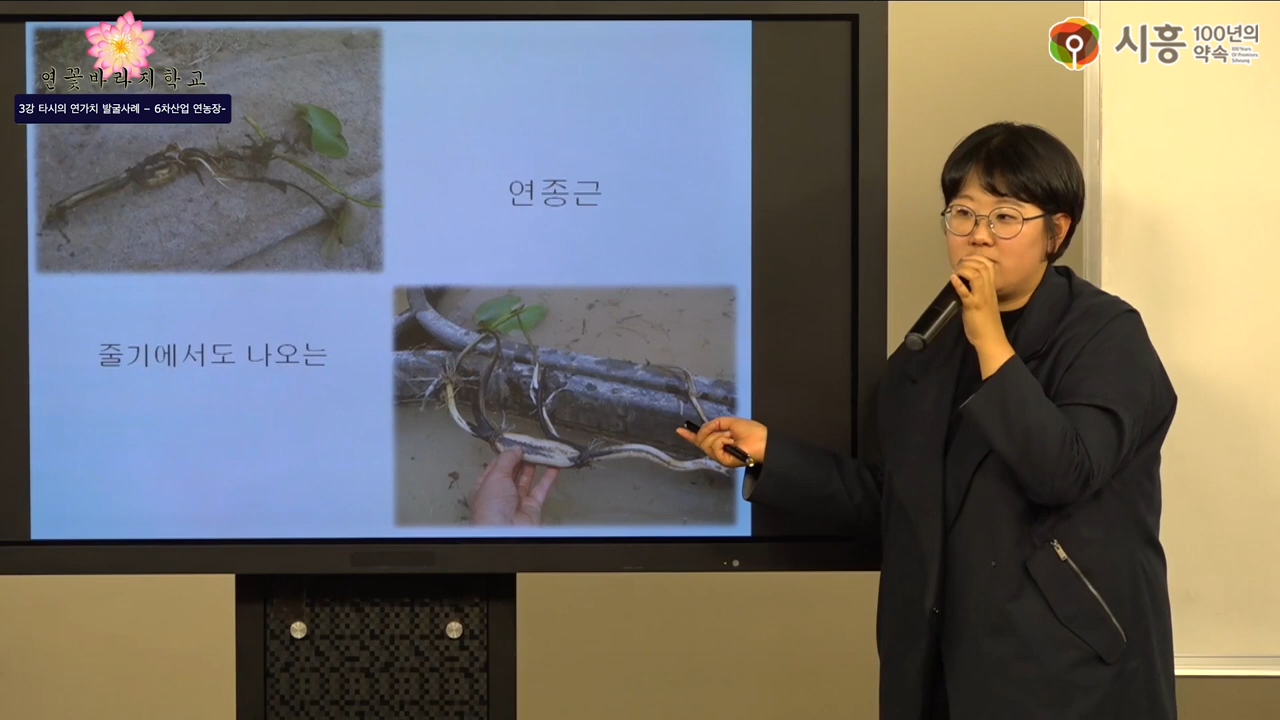 연꽃바라지학교
3강 타시의 연가치 발굴사례 – 6차산업 연농장-
시흥
100년의
약속
연종근
줄기에서도 나오는